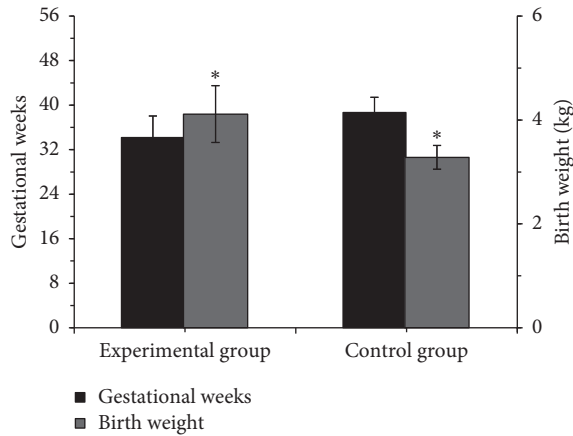 56
48
40
32
24
16
8
0
Gestational weeks
*
*
6
4
2
0
Birth weight (kg)
Experimental group
Control group
Gestational weeks
Birth weight